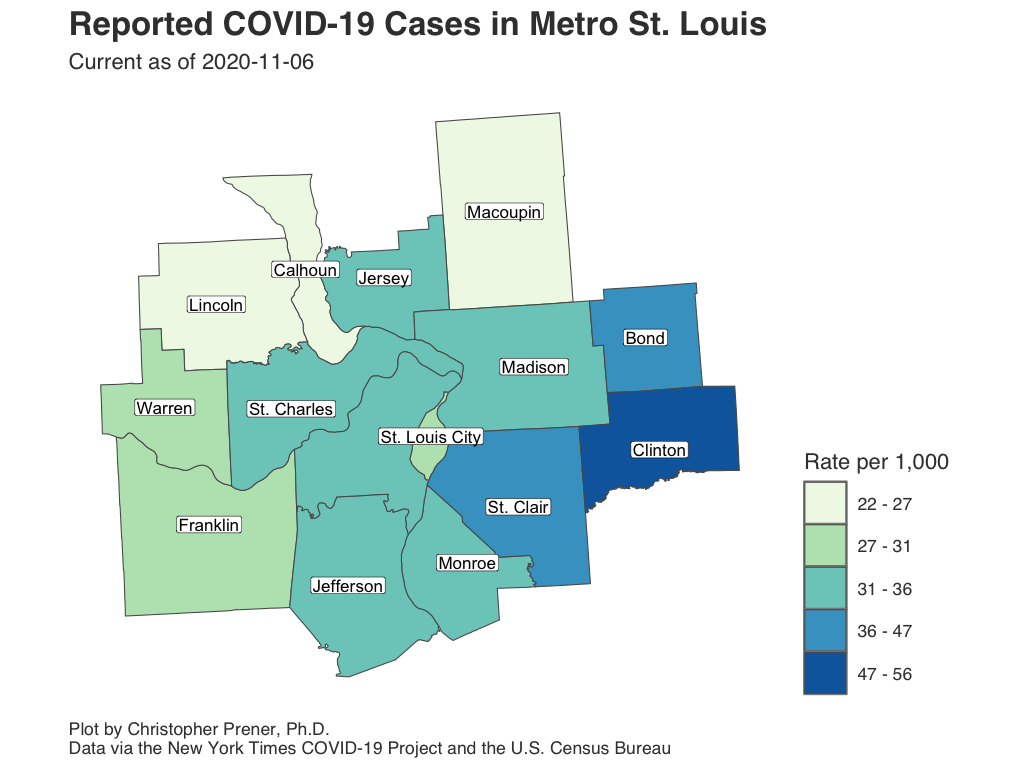 Reported COVID-19 Cases in Metro St. Louis
Current as of 2020-11-06
Macoupin
Calhoun
Jersey
Lincoln
Bond
Madison
Warren
St. Charles
St. Louis City
Clinton
St. Clair
Franklin
Monroe
Jefferson
Rate per 1,000
22 - 27
27 - 31
31 - 36
36 - 47
47 - 56
Plot by Christopher Prener, Ph.D.
Data via the New York Times COVID-19 Project and the U.S. Census Bureau